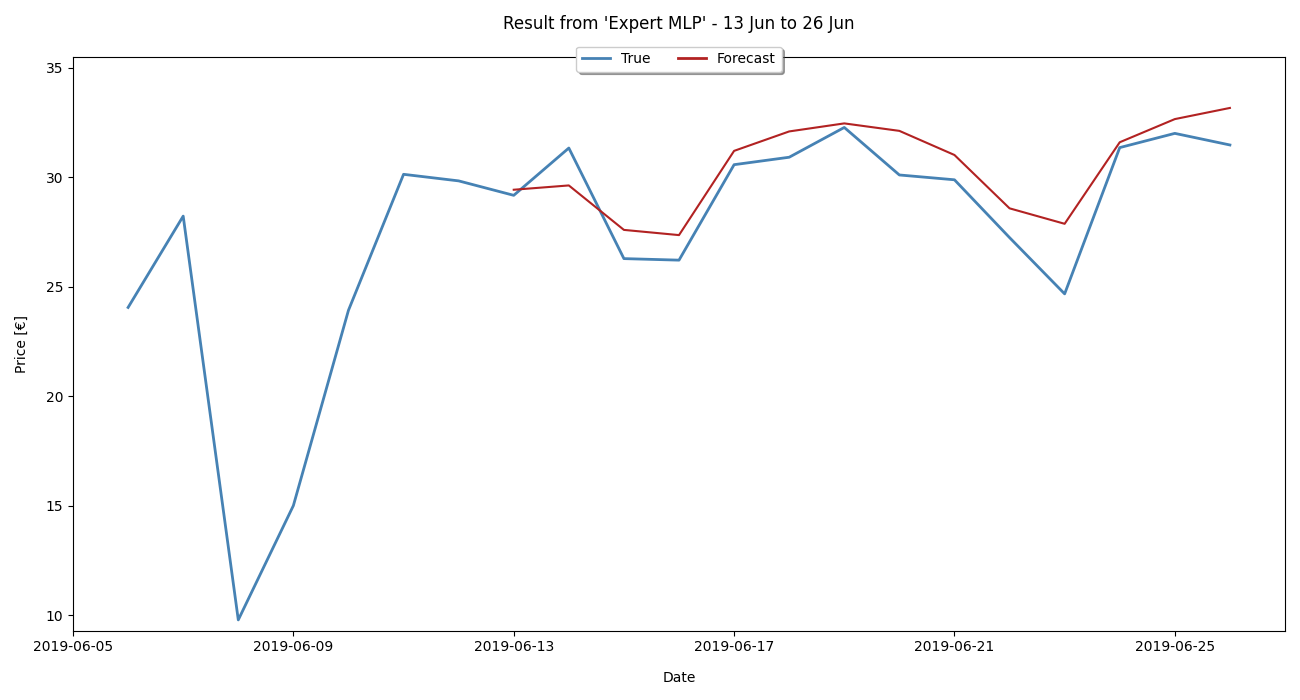 Result from 'Expert MLP' - 13 Jun to 26 Jun
True
Forecast
35
30
25
20
15
10
Price [€]
2019-06-05
2019-06-09
2019-06-13
2019-06-17
2019-06-21
2019-06-25
Date